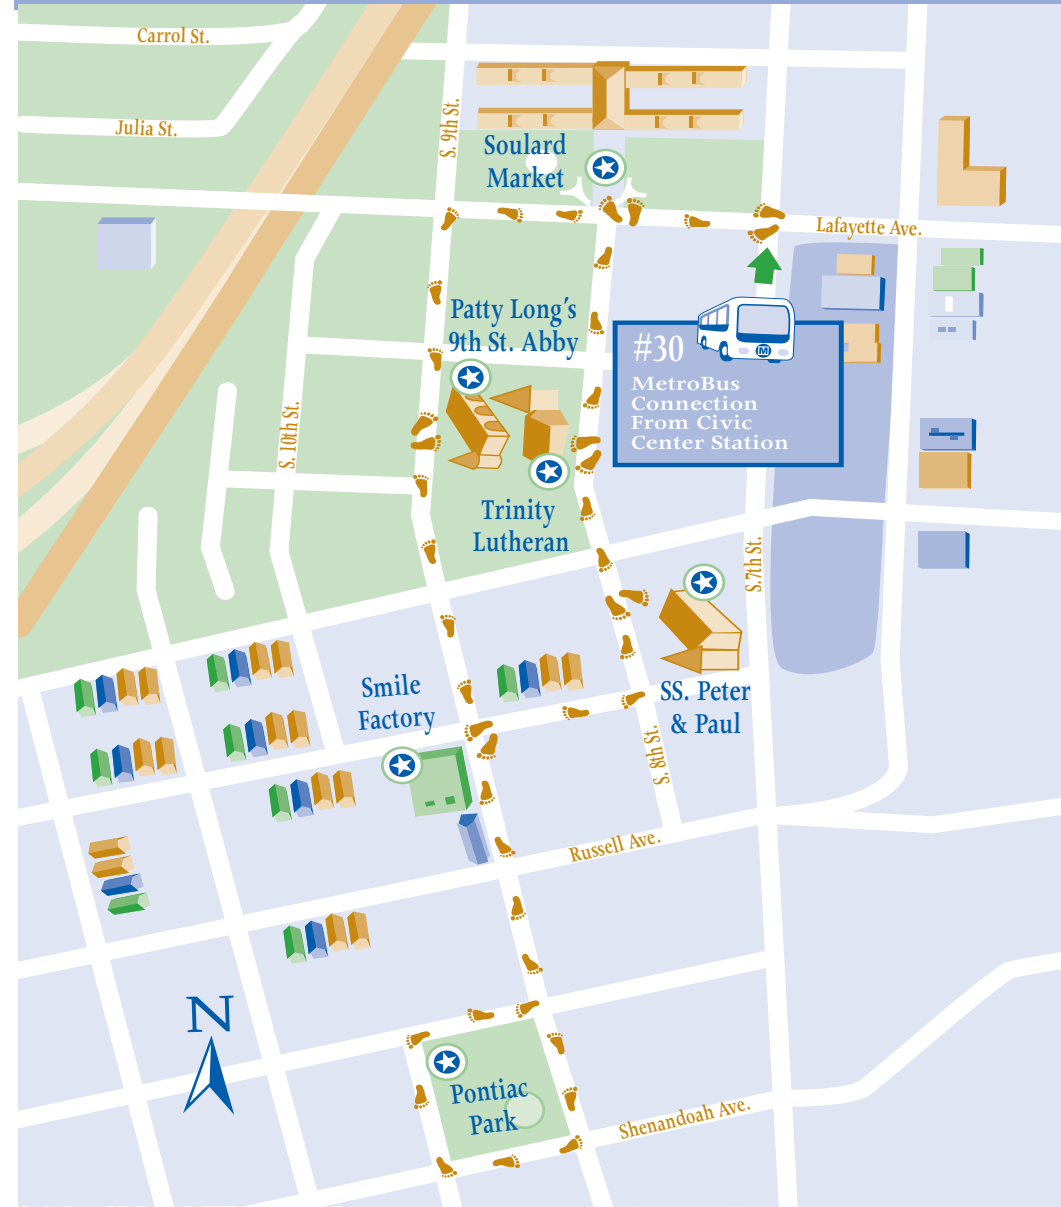 Carrol St.
Julia St.
S. 9th St.
Soulard
Market
Lafayette Ave.
Patty Long's
9th St. Abby
#30
M
MetroBus
Connection
From Civic
Center Station
S. 10th St.
Trinity
Lutheran
S.7th St.
SS. Peter
& Paul
Smile
Factory
S. 8th St.
Russell Ave.
N
Pontiac
Park
Shenandoah Ave.